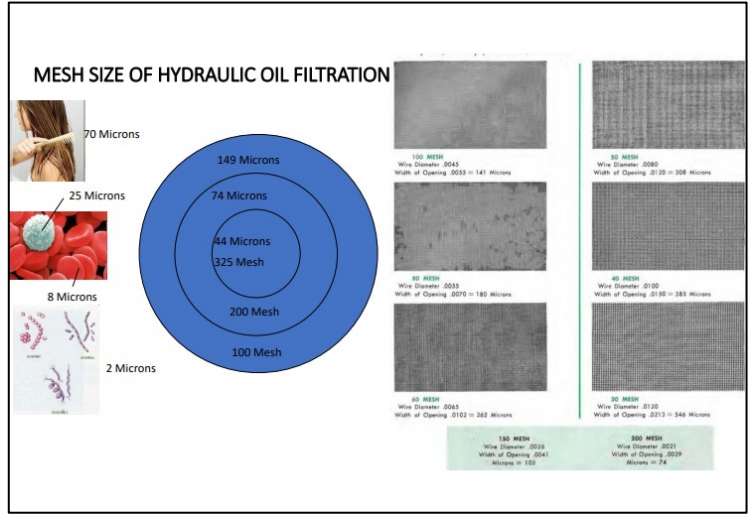 MESH SIZE OF HYDRAULIC OIL FILTRATION
70 Microns
25 Microns
8 Microns
2 Microns
149 Microns
74 Microns
44 Microns
325 Mesh
200 Mesh
100 Mesh
100 MESH
Wire Diameter .0045
Width of Opening .0055 = 141 Microns
50 MESH
Wire Diameter .0080
Width of Opening .0120 = 308 Microns
80 MESH
Wire Diameter .0055
Width of Opening .0070 = 180 Microns
40 MESH
Wire Diameter .0100
Width of Opening .0150 = 385 Microns
60 MESH
Wire Diameter .0065
Width of Opening .0102 = 262 Microns
30 MESH
Wire Diameter .0120
Width of Opening .0213 = 546 Microns
150 MESH
Wire Diameter .0026
Width of Opening .0041
Microns = 105
200 MESH
Wire Diameter .0021
Width of Opening .0029
Microns = 74